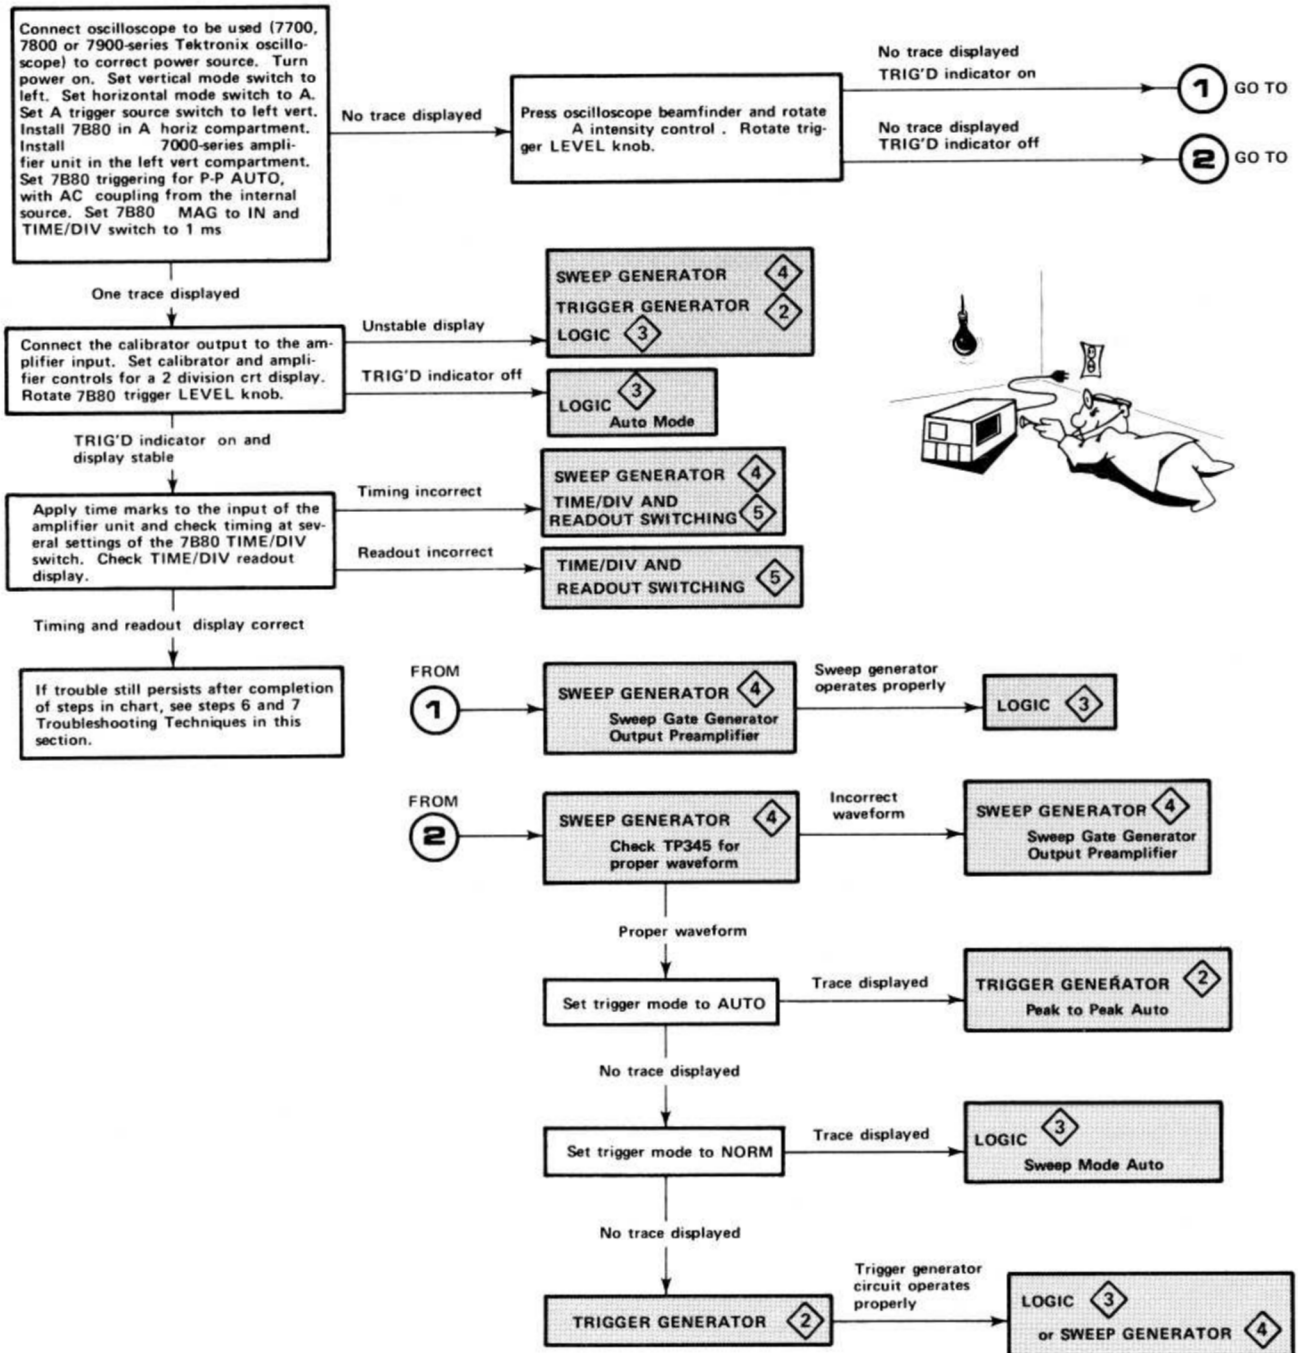 Connect oscilloscope to be used (7700,
7800 or 7900-series Tektronix oscillo-
scope) to correct power source. Turn
power on. Set vertical mode switch to
left. Set horizontal mode switch to A.
Set A trigger source switch to left vert.
Install 7B80 in A horiz compartment.
Install 7000-series ampli-
fier unit in the left vert compartment.
Set 7B80 triggering for P-P AUTO,
with AC coupling from the internal
source. Set 7B80 MAG to IN and
TIME/DIV switch to 1 ms
No trace displayed
Press oscilloscope beamfinder and rotate
A intensity control . Rotate trig-
ger LEVEL knob.
No trace displayed
TRIG'D indicator on
1 GO TO
No trace displayed
TRIG'D indicator off
2 GO TO
One trace displayed
Connect the calibrator output to the am-
plifier input. Set calibrator and ampli-
fier controls for a 2 division crt display.
Rotate 7B80 trigger LEVEL knob.
Unstable display
SWEEP GENERATOR 4
TRIGGER GENERATOR 2
LOGIC 3
TRIG'D indicator off
LOGIC 3
Auto Mode
TRIG'D indicator on and
display stable
Apply time marks to the input of the
amplifier unit and check timing at sev-
eral settings of the 7B80 TIME/DIV
switch. Check TIME/DIV readout
display.
Timing incorrect
SWEEP GENERATOR 4
TIME/DIV AND
READOUT SWITCHING 5
Readout incorrect
TIME/DIV AND
READOUT SWITCHING 5
Timing and readout display correct
If trouble still persists after completion
of steps in chart, see steps 6 and 7
Troubleshooting Techniques in this
section.
FROM
1
SWEEP GENERATOR 4
Sweep Gate Generator
Output Preamplifier
Sweep generator
operates properly
LOGIC 3
FROM
2
SWEEP GENERATOR 4
Check TP345 for
proper waveform
Incorrect
waveform
SWEEP GENERATOR 4
Sweep Gate Generator
Output Preamplifier
Proper waveform
Set trigger mode to AUTO
Trace displayed
TRIGGER GENERATOR 2
Peak to Peak Auto
No trace displayed
Set trigger mode to NORM
Trace displayed
LOGIC 3
Sweep Mode Auto
No trace displayed
TRIGGER GENERATOR 2
Trigger generator
circuit operates
properly
LOGIC 3
or SWEEP GENERATOR 4